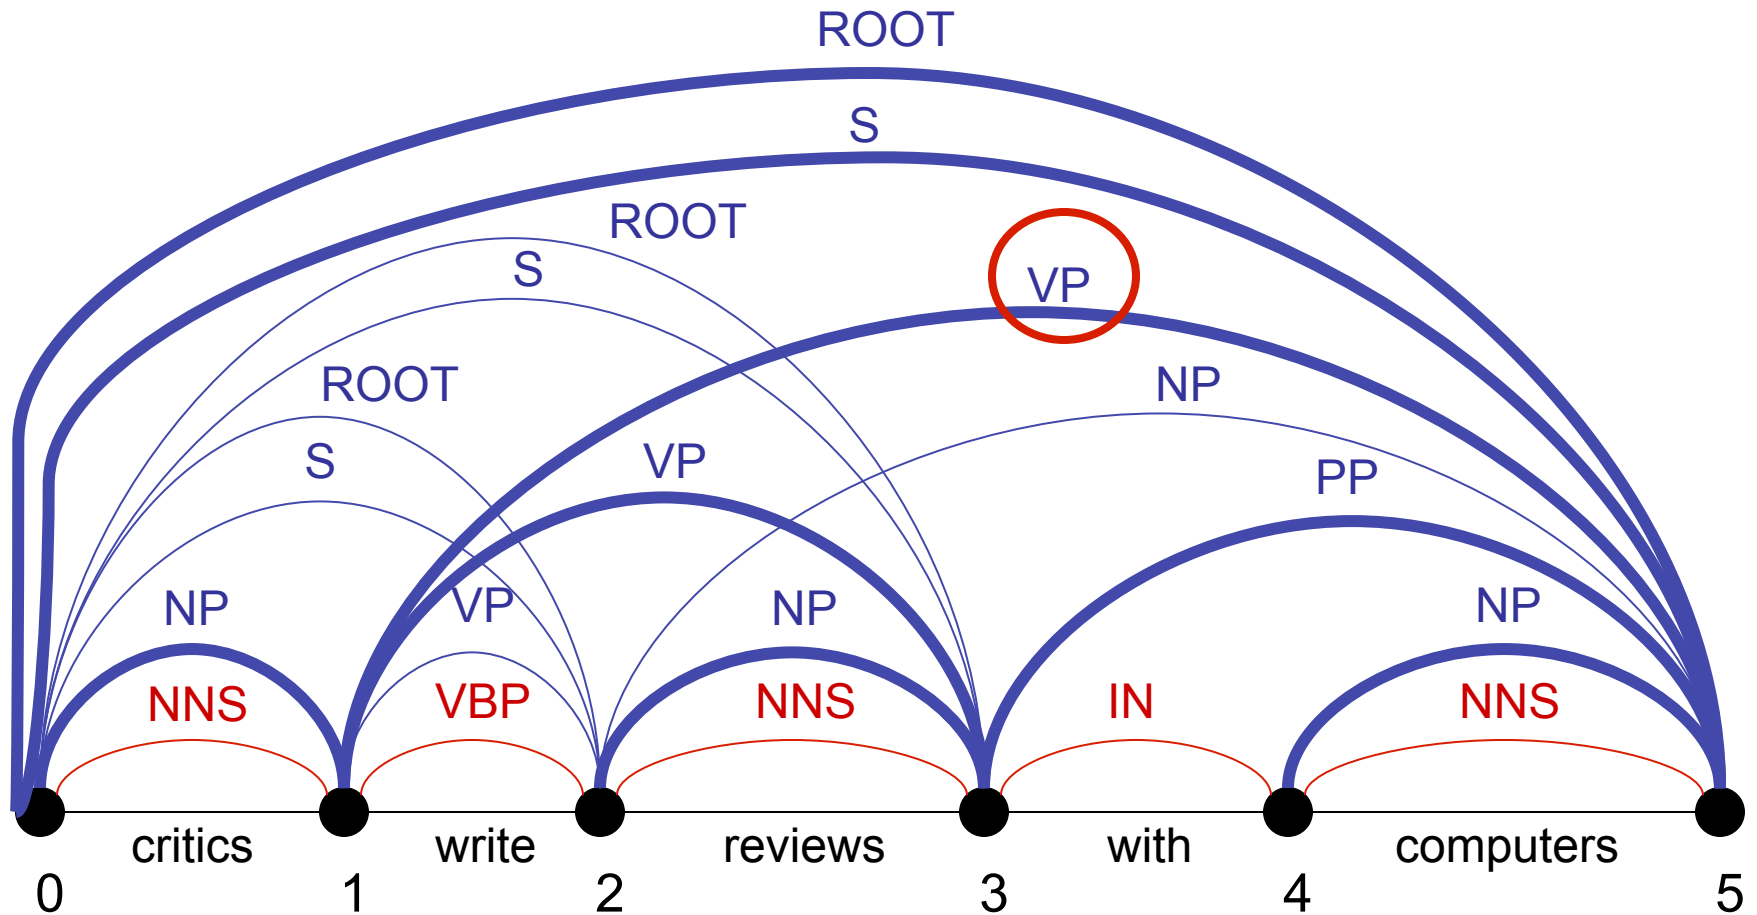 ROOT
S
ROOT
S
VP
ROOT
NP
S
VP
PP
NP
VP
NP
NP
NNS
VBP
NNS
IN
NNS
critics write reviews with computers
0 1 2 3 4 5